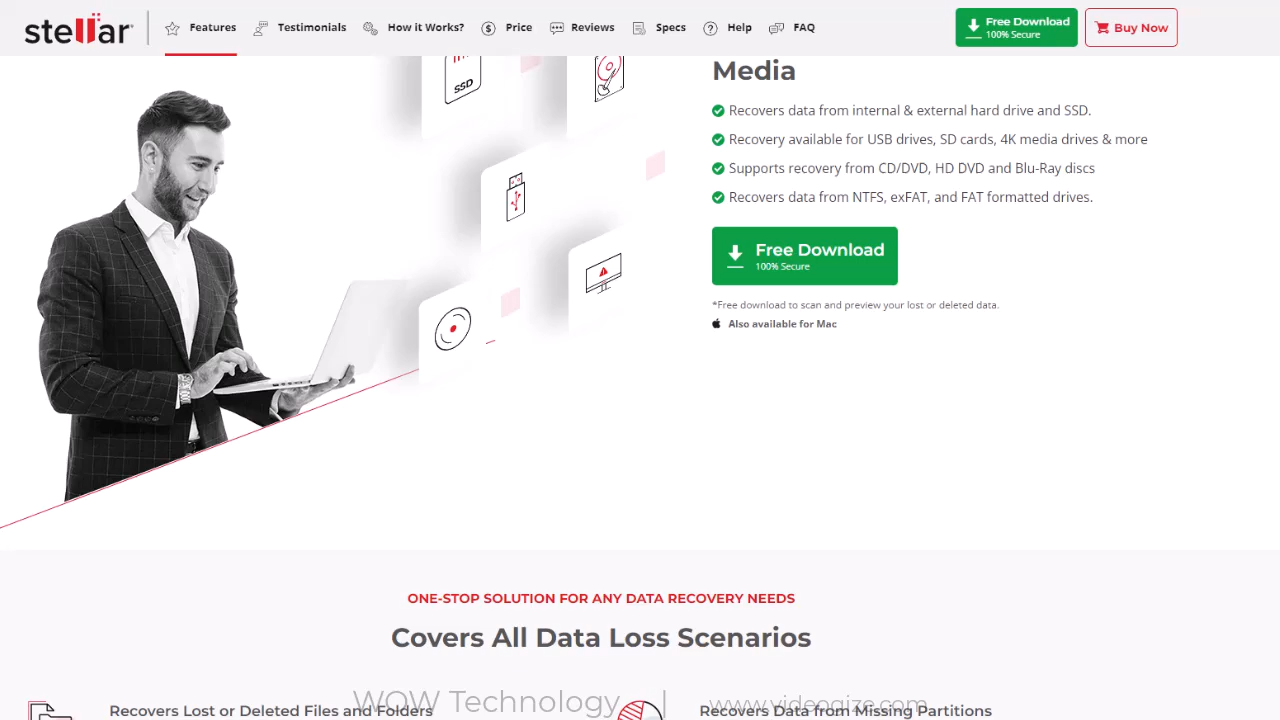 stellar
Features
Testimonials
How it Works?
Price
Reviews
Specs
Help
FAQ
Free Download
100% Secure
Buy Now
Media
SSD
Recovers data from internal & external hard drive and SSD.
Recovery available for USB drives, SD cards, 4K media drives & more
Supports recovery from CD/DVD, HD DVD and Blu-Ray discs
Recovers data from NTFS, exFAT, and FAT formatted drives.
Free Download
100% Secure
*Free download to scan and preview your lost or deleted data.
Also available for Mac
ONE-STOP SOLUTION FOR ANY DATA RECOVERY NEEDS
Covers All Data Loss Scenarios
WOW Technology | www.videogize.com
Recovers Lost or Deleted Files and Folders
Recovers Data from Missing Partitions